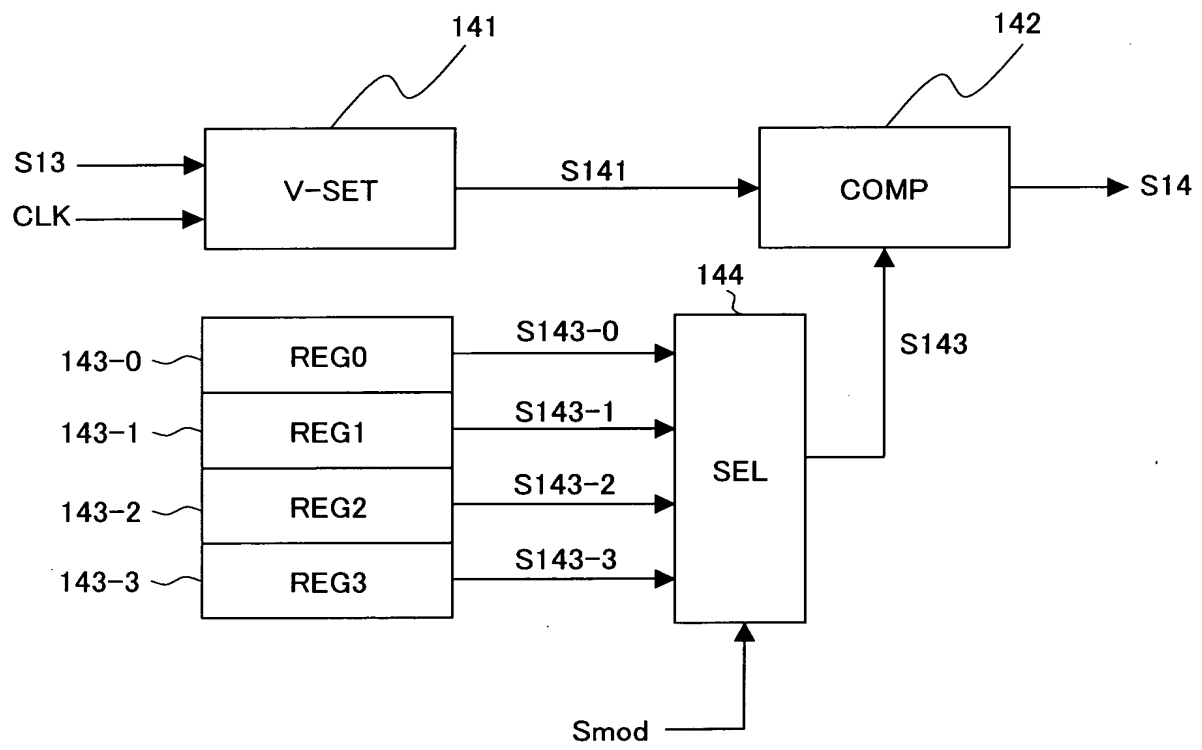 141
142
S13
CLK
V-SET
S141
COMP
S14
144
S143
143-0
REG0
S143-0
143-1
REG1
S143-1
SEL
143-2
REG2
S143-2
143-3
REG3
S143-3
Smod